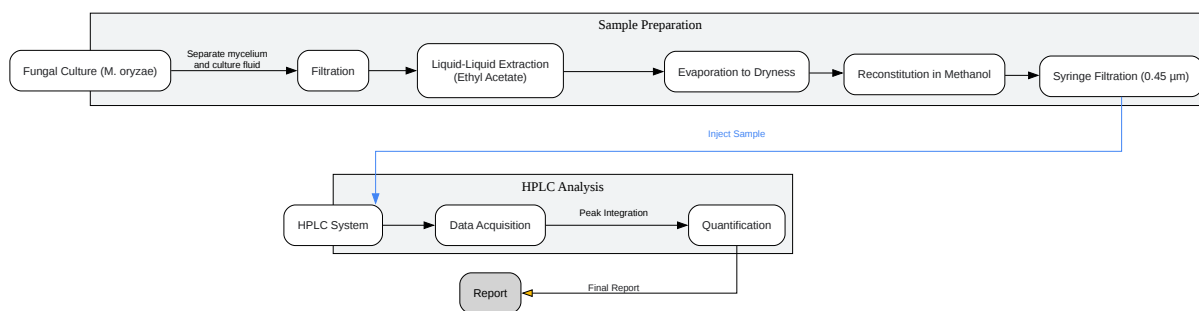 Sample Preparation
Fungal Culture (M. oryzae)
Separate mycelium
and culture fluid
Filtration
Liquid-Liquid Extraction
(Ethyl Acetate)
Evaporation to Dryness
Reconstitution in Methanol
Syringe Filtration (0.45 µm)
Inject Sample
HPLC Analysis
HPLC System
Data Acquisition
Peak Integration
Quantification
Report
Final Report